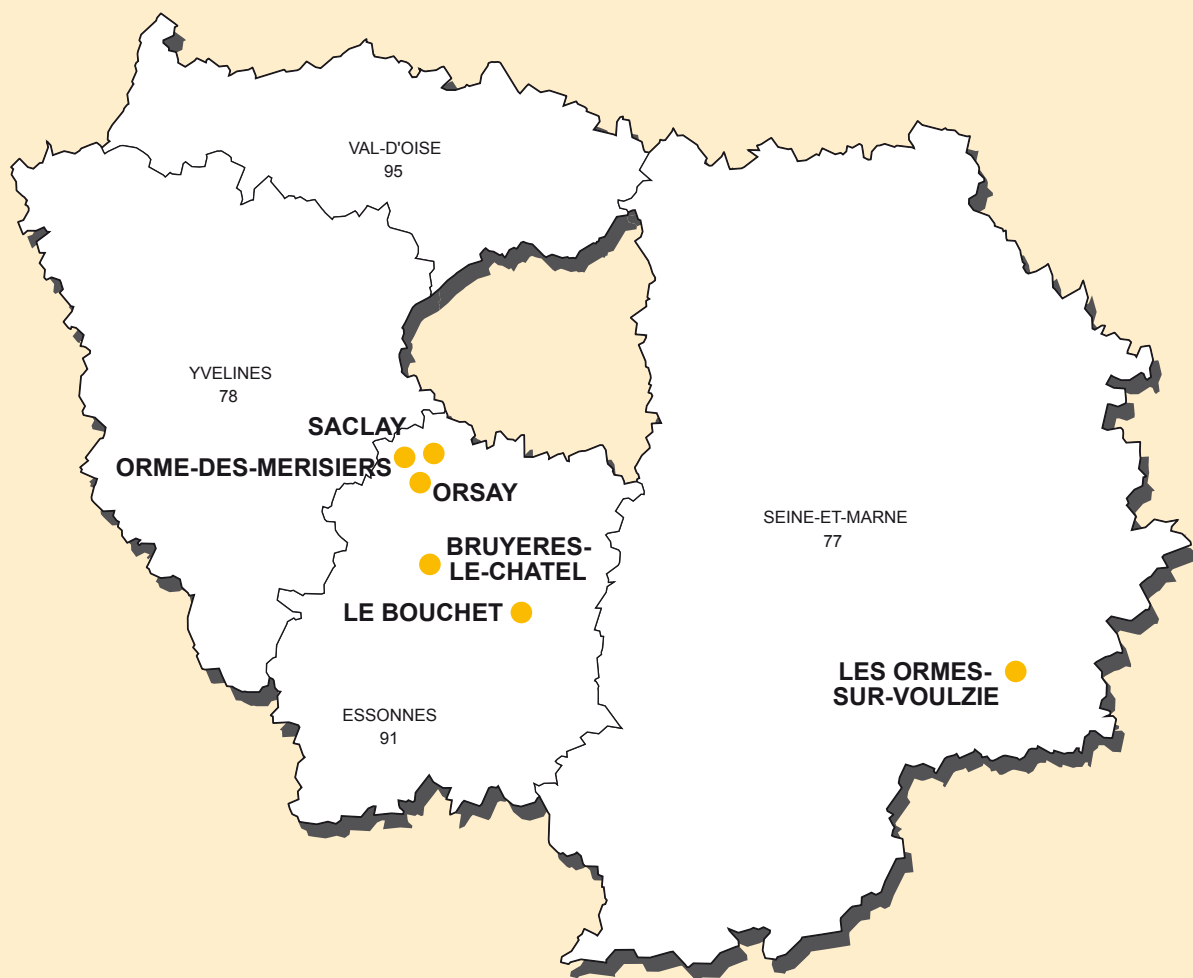 VAL-D'OISE
95
YVELINES
78
SACLAY
ORME-DES-MERISIERS
ORSAY
SEINE-ET-MARNE
77
BRUYERES-
LE-CHATEL
LE BOUCHET
LES ORMES-
SUR-VOULZIE
ESSONNES
91